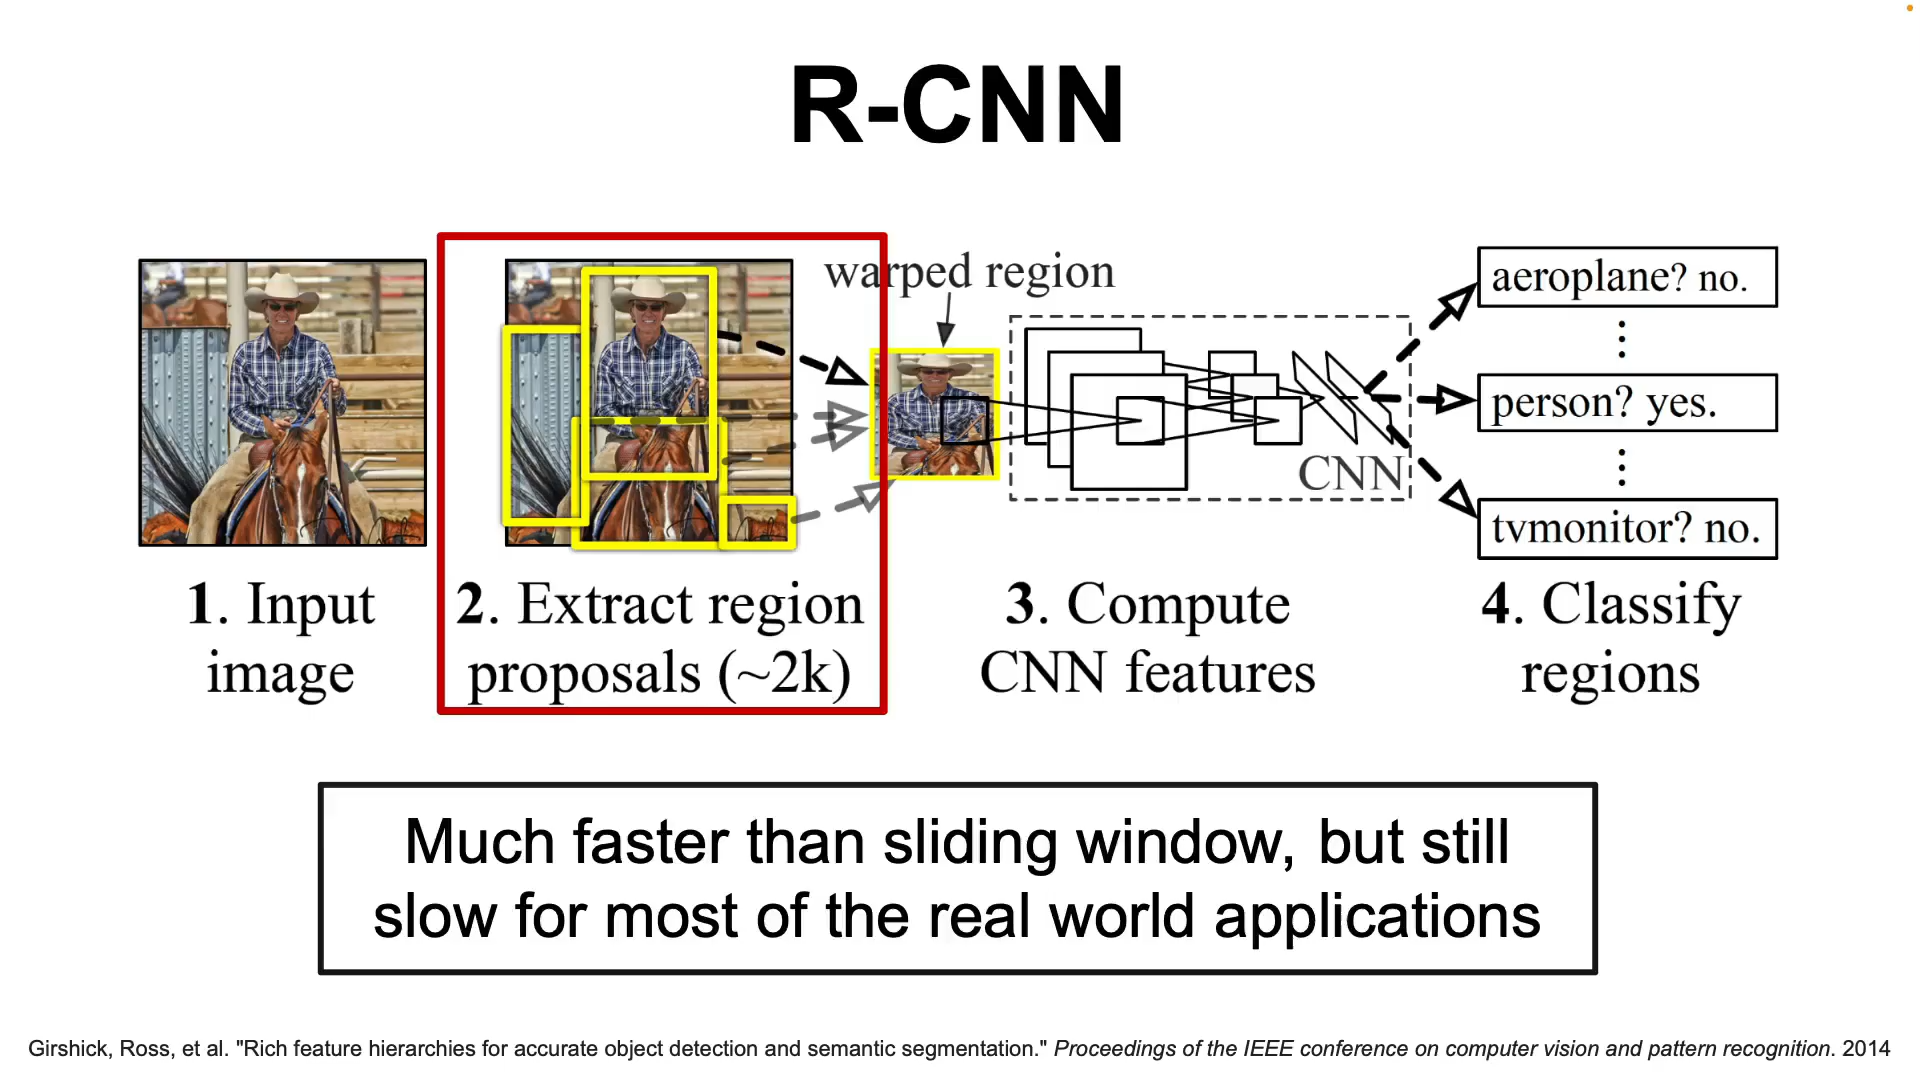 R-CNN
warped region
aeroplane? no.
person? yes.
CNN
tvmonitor? no.
1. Input
image
2. Extract region
proposals (~2k)
3. Compute
CNN features
4. Classify
regions
Much faster than sliding window, but still
slow for most of the real world applications
Girshick, Ross, et al. "Rich feature hierarchies for accurate object detection and semantic segmentation." Proceedings of the IEEE conference on computer vision and pattern recognition. 2014